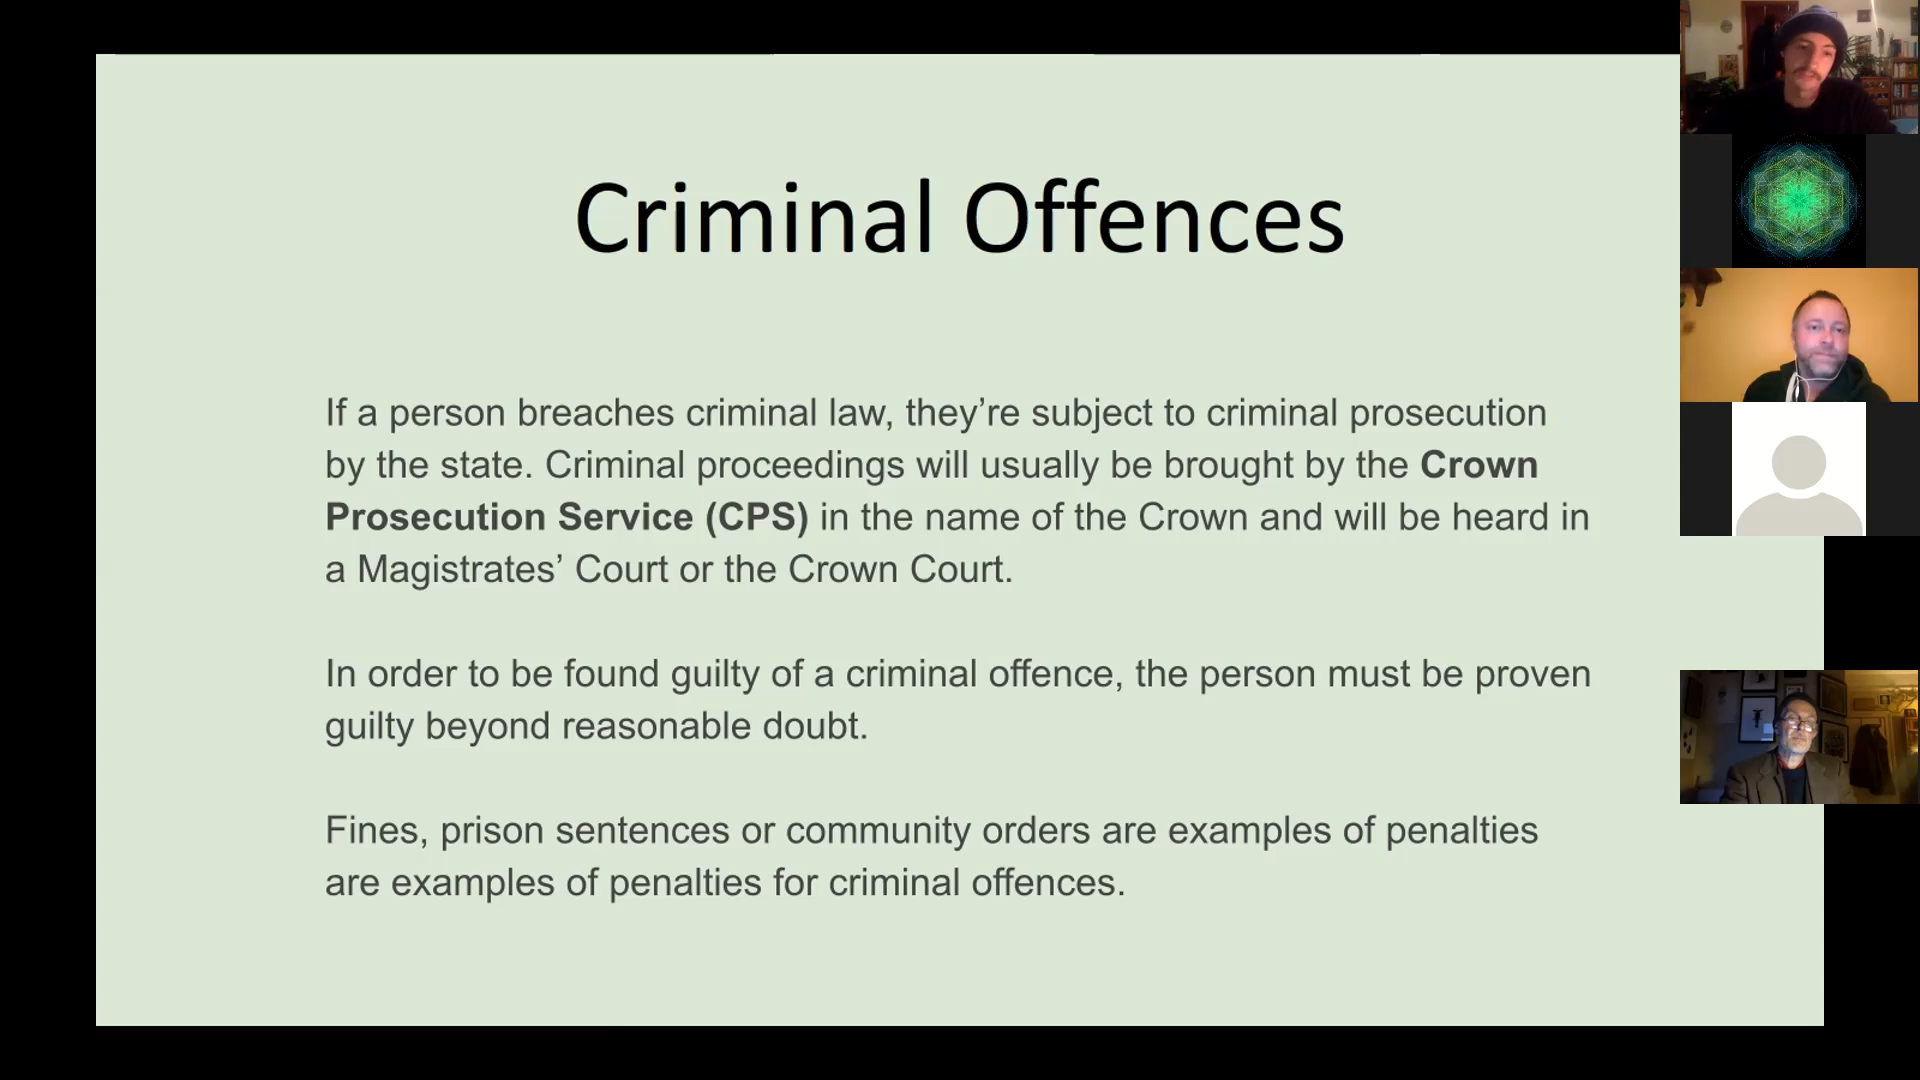 Criminal Offences
If a person breaches criminal law, they’re subject to criminal prosecution
by the state. Criminal proceedings will usually be brought by the Crown
Prosecution Service (CPS) in the name of the Crown and will be heard in
a Magistrates’ Court or the Crown Court.
In order to be found guilty of a criminal offence, the person must be proven
guilty beyond reasonable doubt.
Fines, prison sentences or community orders are examples of penalties
are examples of penalties for criminal offences.